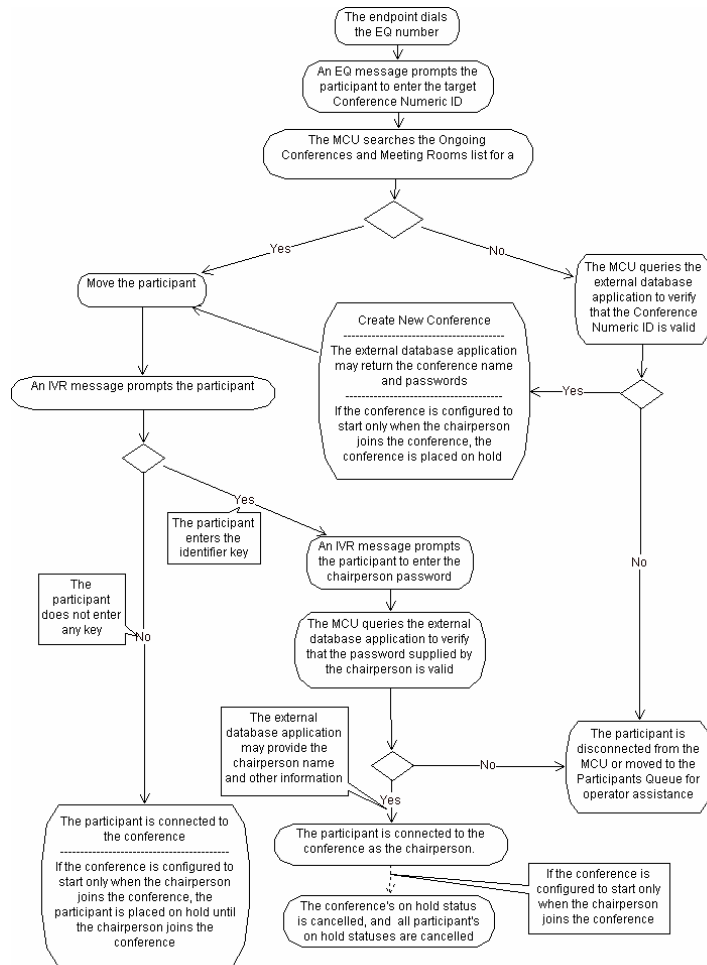 The endpoint dials
the EQ number
An EQ message prompts the
participant to enter the target
Conference Numeric ID
The MCU searches the Ongoing
Conferences and Meeting Rooms list for a
Yes
No
Move the participant
The MCU queries the
external database
application to verify
that the Conference
Numeric ID is valid
Create New Conference
----------------------------------------
The external database application
may return the conference name
and passwords
----------------------------------------
If the conference is configured to
start only when the chairperson
joins the conference, the
conference is placed on hold
Yes
An IVR message prompts the participant
Yes
The participant
enters the
identifier key
An IVR message prompts
the participant to enter the
chairperson password
No
The
participant
does not enter
any key
No
The MCU queries the external
database application to verify
that the password supplied by
the chairperson is valid
The external
database application
may provide the
chairperson name
and other information
No
The participant is
disconnected from the
MCU or moved to the
Participants Queue for
operator assistance
Yes
The participant is connected to
the conference
----------------------------------------
If the conference is configured to
start only when the chairperson
joins the conference, the
participant is placed on hold until
the chairperson joins the
conference
The participant is connected to the
conference as the chairperson.
If the conference is
configured to start only
when the chairperson
joins the conference
The conference's on hold status
is cancelled, and all participant's
on hold statuses are cancelled